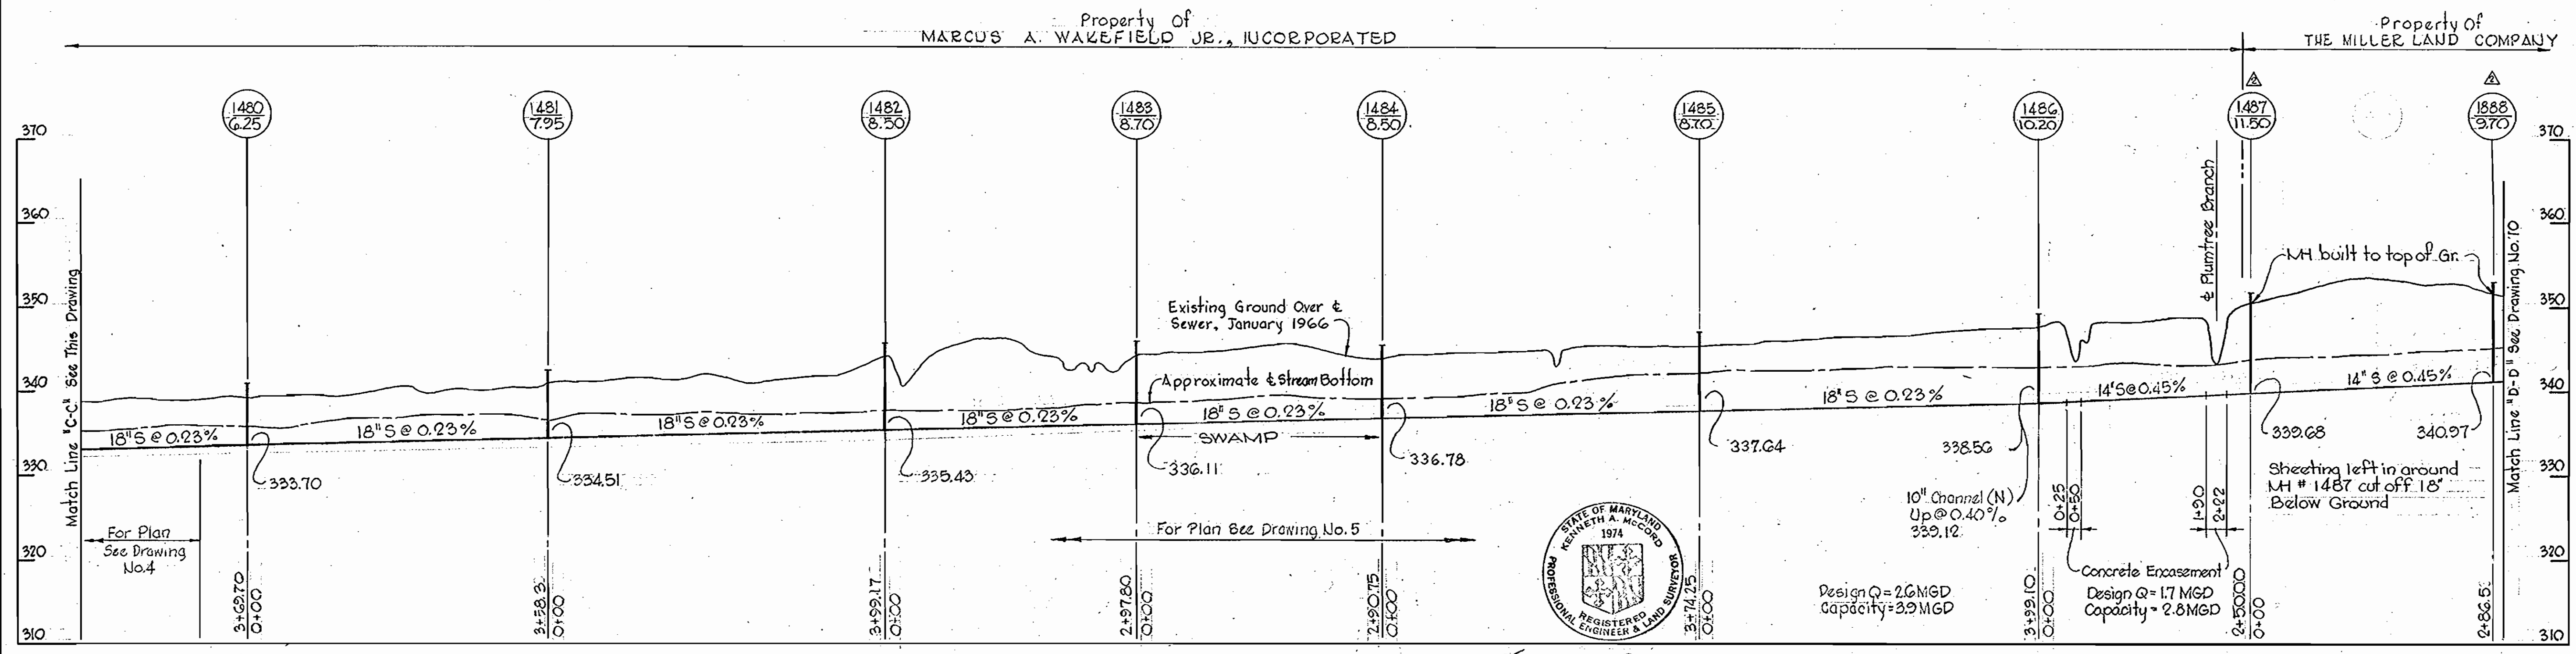 Property Of
MARCUS A. WAKEFIELD JR., IUCORPORATED
Property Of
THE MILLER LAND COMPANY
1480
6.25
1481
7.95
1482
8.50
1483
8.70
1484
8.50
1485
8.70
1486
10.20
2
1487
11.50
2
1888
9.70
370
360
350
340
330
320
310
370
360
350
340
330
320
310
Match Line "C-C" See This Drawing
Match Line "D-D" See Drawing No. 10
℄ Plumtree Branch
MH built to top of Gr.
Existing Ground Over ℄
Sewer, January 1966
Approximate ℄ Stream Bottom
18" S @ 0.23%
18" S @ 0.23%
18" S @ 0.23%
18" S @ 0.23%
18" S @ 0.23%
18" S @ 0.23%
18" S @ 0.23%
14" S @ 0.45%
14" S @ 0.45%
SWAMP
333.70
334.51
335.43
336.11
336.78
337.64
338.56
339.68
340.97
10" Channel (N)
Up @ 0.40%
339.12
Sheeting left in ground
MH # 1487 cut off 18"
Below Ground
For Plan
See Drawing
No.4
For Plan See Drawing No. 5
STATE OF MARYLAND
KENNETH A. McCORD
1974
REGISTERED
PROFESSIONAL ENGINEER & LAND SURVEYOR
0+25
0+50
1+90
2+22
Concrete Encasement
Design Q = 2.6 MGD
Capacity = 3.9 MGD
Design Q = 1.7 MGD
Capacity = 2.8 MGD
3+69.70
0+00
0+00
3+99.17
0+00
2+97.80
0+00
2+90.75
0+00
3+74.25
0+00
3+99.10
0+00
2+50.00
0+00
2+86.5